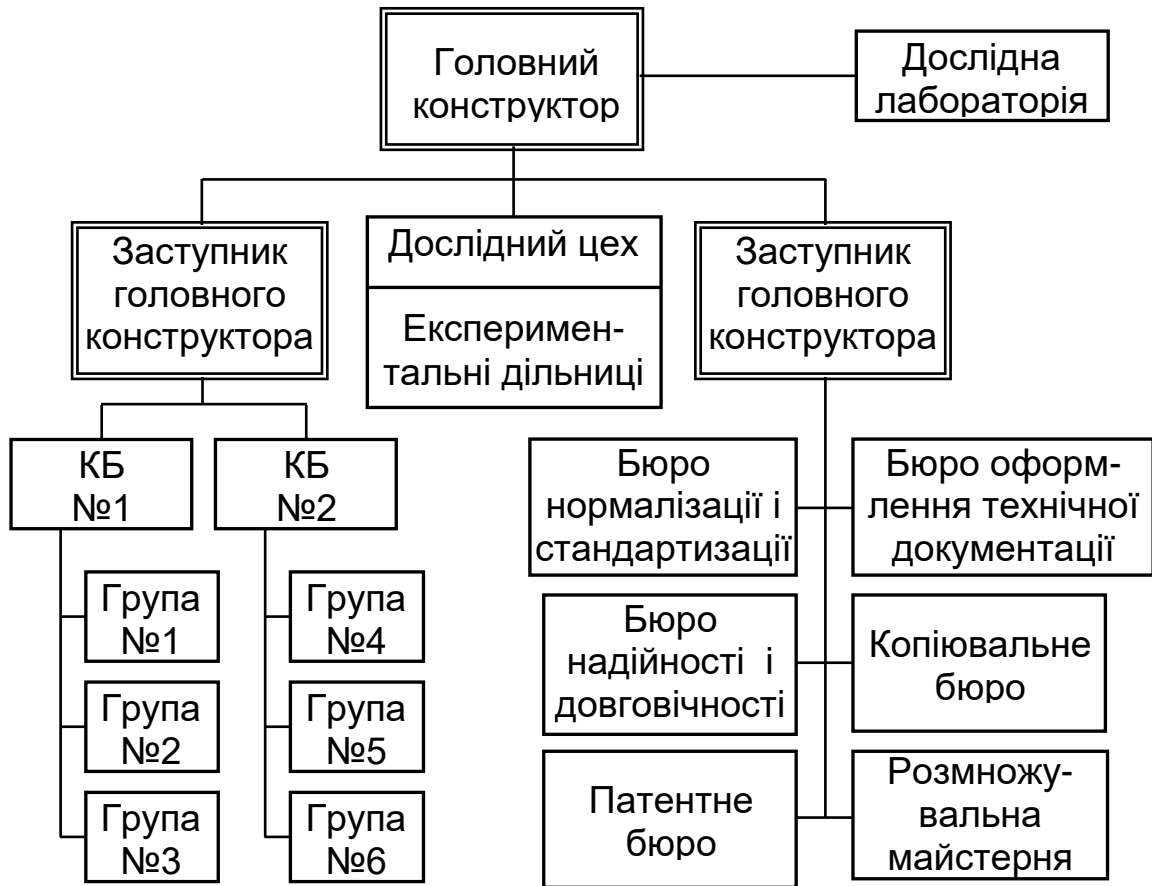 Головний
конструктор
Дослідна
лабораторія
Заступник
головного
конструктора
Дослідний цех
Експеримен-
тальні дільниці
Заступник
головного
конструктора
КБ
№1
КБ
№2
Група
№1
Група
№2
Група
№3
Група
№4
Група
№5
Група
№6
Бюро
нормалізації і
стандартизації
Бюро оформ-
лення технічної
документації
Бюро
надійності і
довговічності
Копіювальне
бюро
Патентне
бюро
Розмножу-
вальна
майстерня